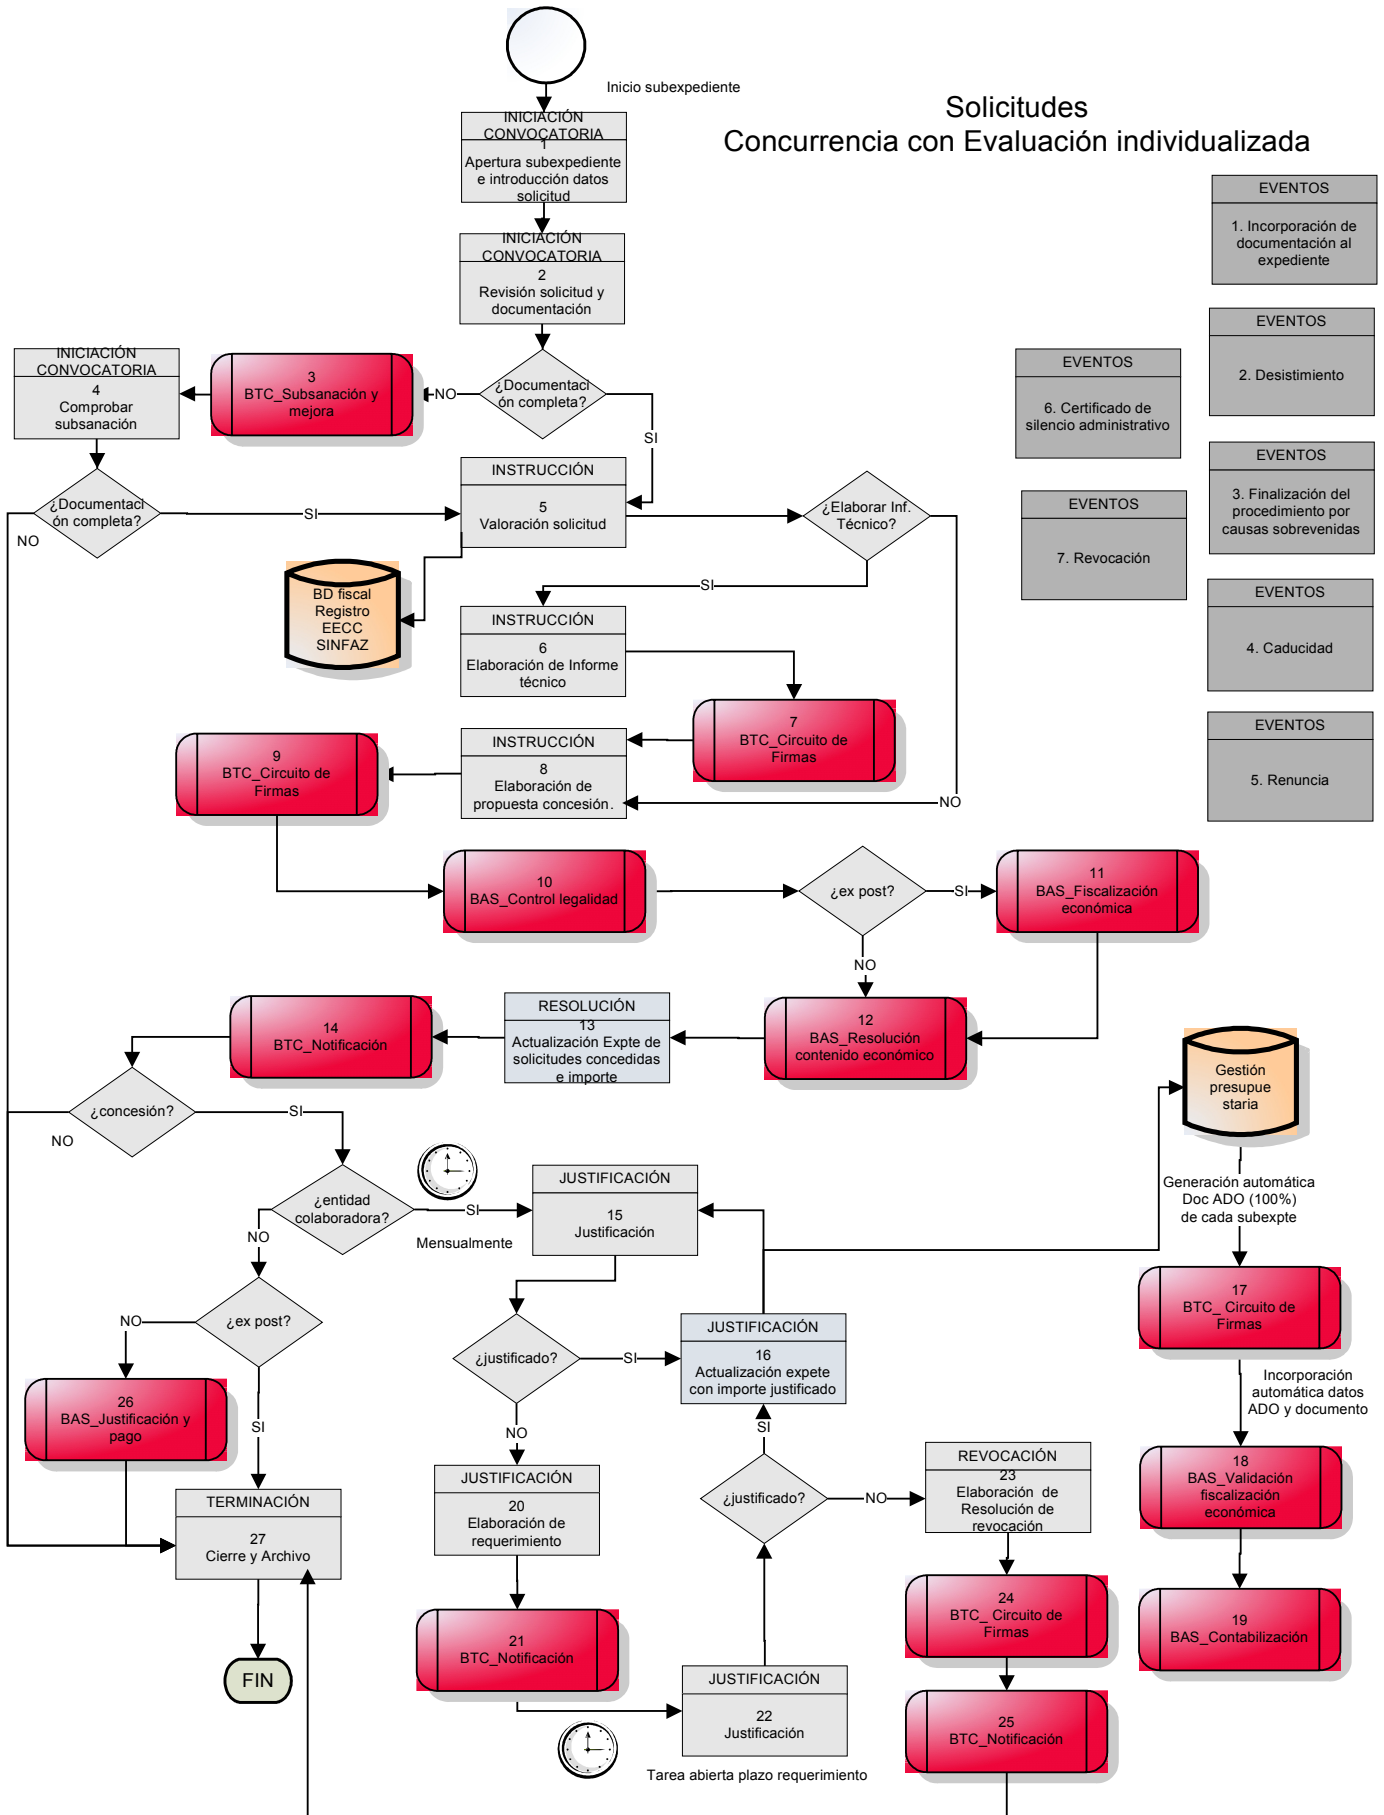 Inicio subexpediente
Solicitudes
Concurrencia con Evaluación individualizada
INICIACIÓN
CONVOCATORIA
1
Apertura subexpediente
e introducción datos
solicitud
INICIACIÓN
CONVOCATORIA
2
Revisión solicitud y
documentación
EVENTOS
1. Incorporación de
documentación al
expediente
EVENTOS
2. Desistimiento
EVENTOS
6. Certificado de
silencio administrativo
EVENTOS
3. Finalización del
procedimiento por
causas sobrevenidas
EVENTOS
7. Revocación
EVENTOS
4. Caducidad
EVENTOS
5. Renuncia
INICIACIÓN
CONVOCATORIA
4
Comprobar
subsanación
3
BTC_Subsanación y
mejora
NO
¿Documentaci
ón completa?
SI
¿Documentaci
ón completa?
NO
SI
INSTRUCCIÓN
5
Valoración solicitud
¿Elaborar Inf.
Técnico?
SI
NO
BD fiscal
Registro
EECC
SINFAZ
INSTRUCCIÓN
6
Elaboración de Informe
técnico
7
BTC_Circuito de
Firmas
INSTRUCCIÓN
8
Elaboración de
propuesta concesión.
9
BTC_Circuito de
Firmas
10
BAS_Control legalidad
¿ex post?
SI
NO
11
BAS_Fiscalización
económica
12
BAS_Resolución
contenido económico
RESOLUCIÓN
13
Actualización Expte de
solicitudes concedidas
e importe
14
BTC_Notificación
¿concesión?
NO
SI
¿entidad
colaboradora?
NO
SI
Mensualmente
JUSTIFICACIÓN
15
Justificación
Gestión
presupue
staria
Generación automática
Doc ADO (100%)
de cada subexpte
17
BTC_ Circuito de
Firmas
Incorporación
automática datos
ADO y documento
18
BAS_Validación
fiscalización
económica
19
BAS_Contabilización
¿ex post?
NO
SI
¿justificado?
SI
NO
JUSTIFICACIÓN
16
Actualización expete
con importe justificado
26
BAS_Justificación y
pago
TERMINACIÓN
27
Cierre y Archivo
FIN
JUSTIFICACIÓN
20
Elaboración de
requerimiento
21
BTC_Notificación
SI
¿justificado?
NO
REVOCACIÓN
23
Elaboración de
Resolución de
revocación
24
BTC_ Circuito de
Firmas
25
BTC_Notificación
JUSTIFICACIÓN
22
Justificación
Tarea abierta plazo requerimiento